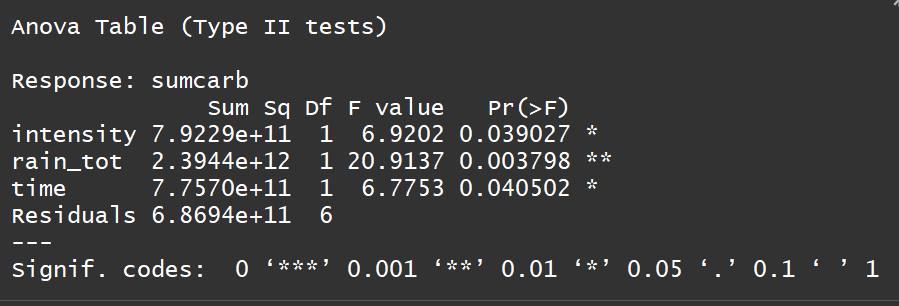 Anova Table (Type II tests)
Response: sumcarb
Sum Sq Df F value Pr(>F)
intensity 7.9229e+11 1 6.9202 0.039027 *
rain_tot 2.3944e+12 1 20.9137 0.003798 **
time 7.7570e+11 1 6.7753 0.040502 *
Residuals 6.8694e+11 6
---
Signif. codes: 0 ‘***’ 0.001 ‘**’ 0.01 ‘*’ 0.05 ‘.’ 0.1 ‘ ’ 1